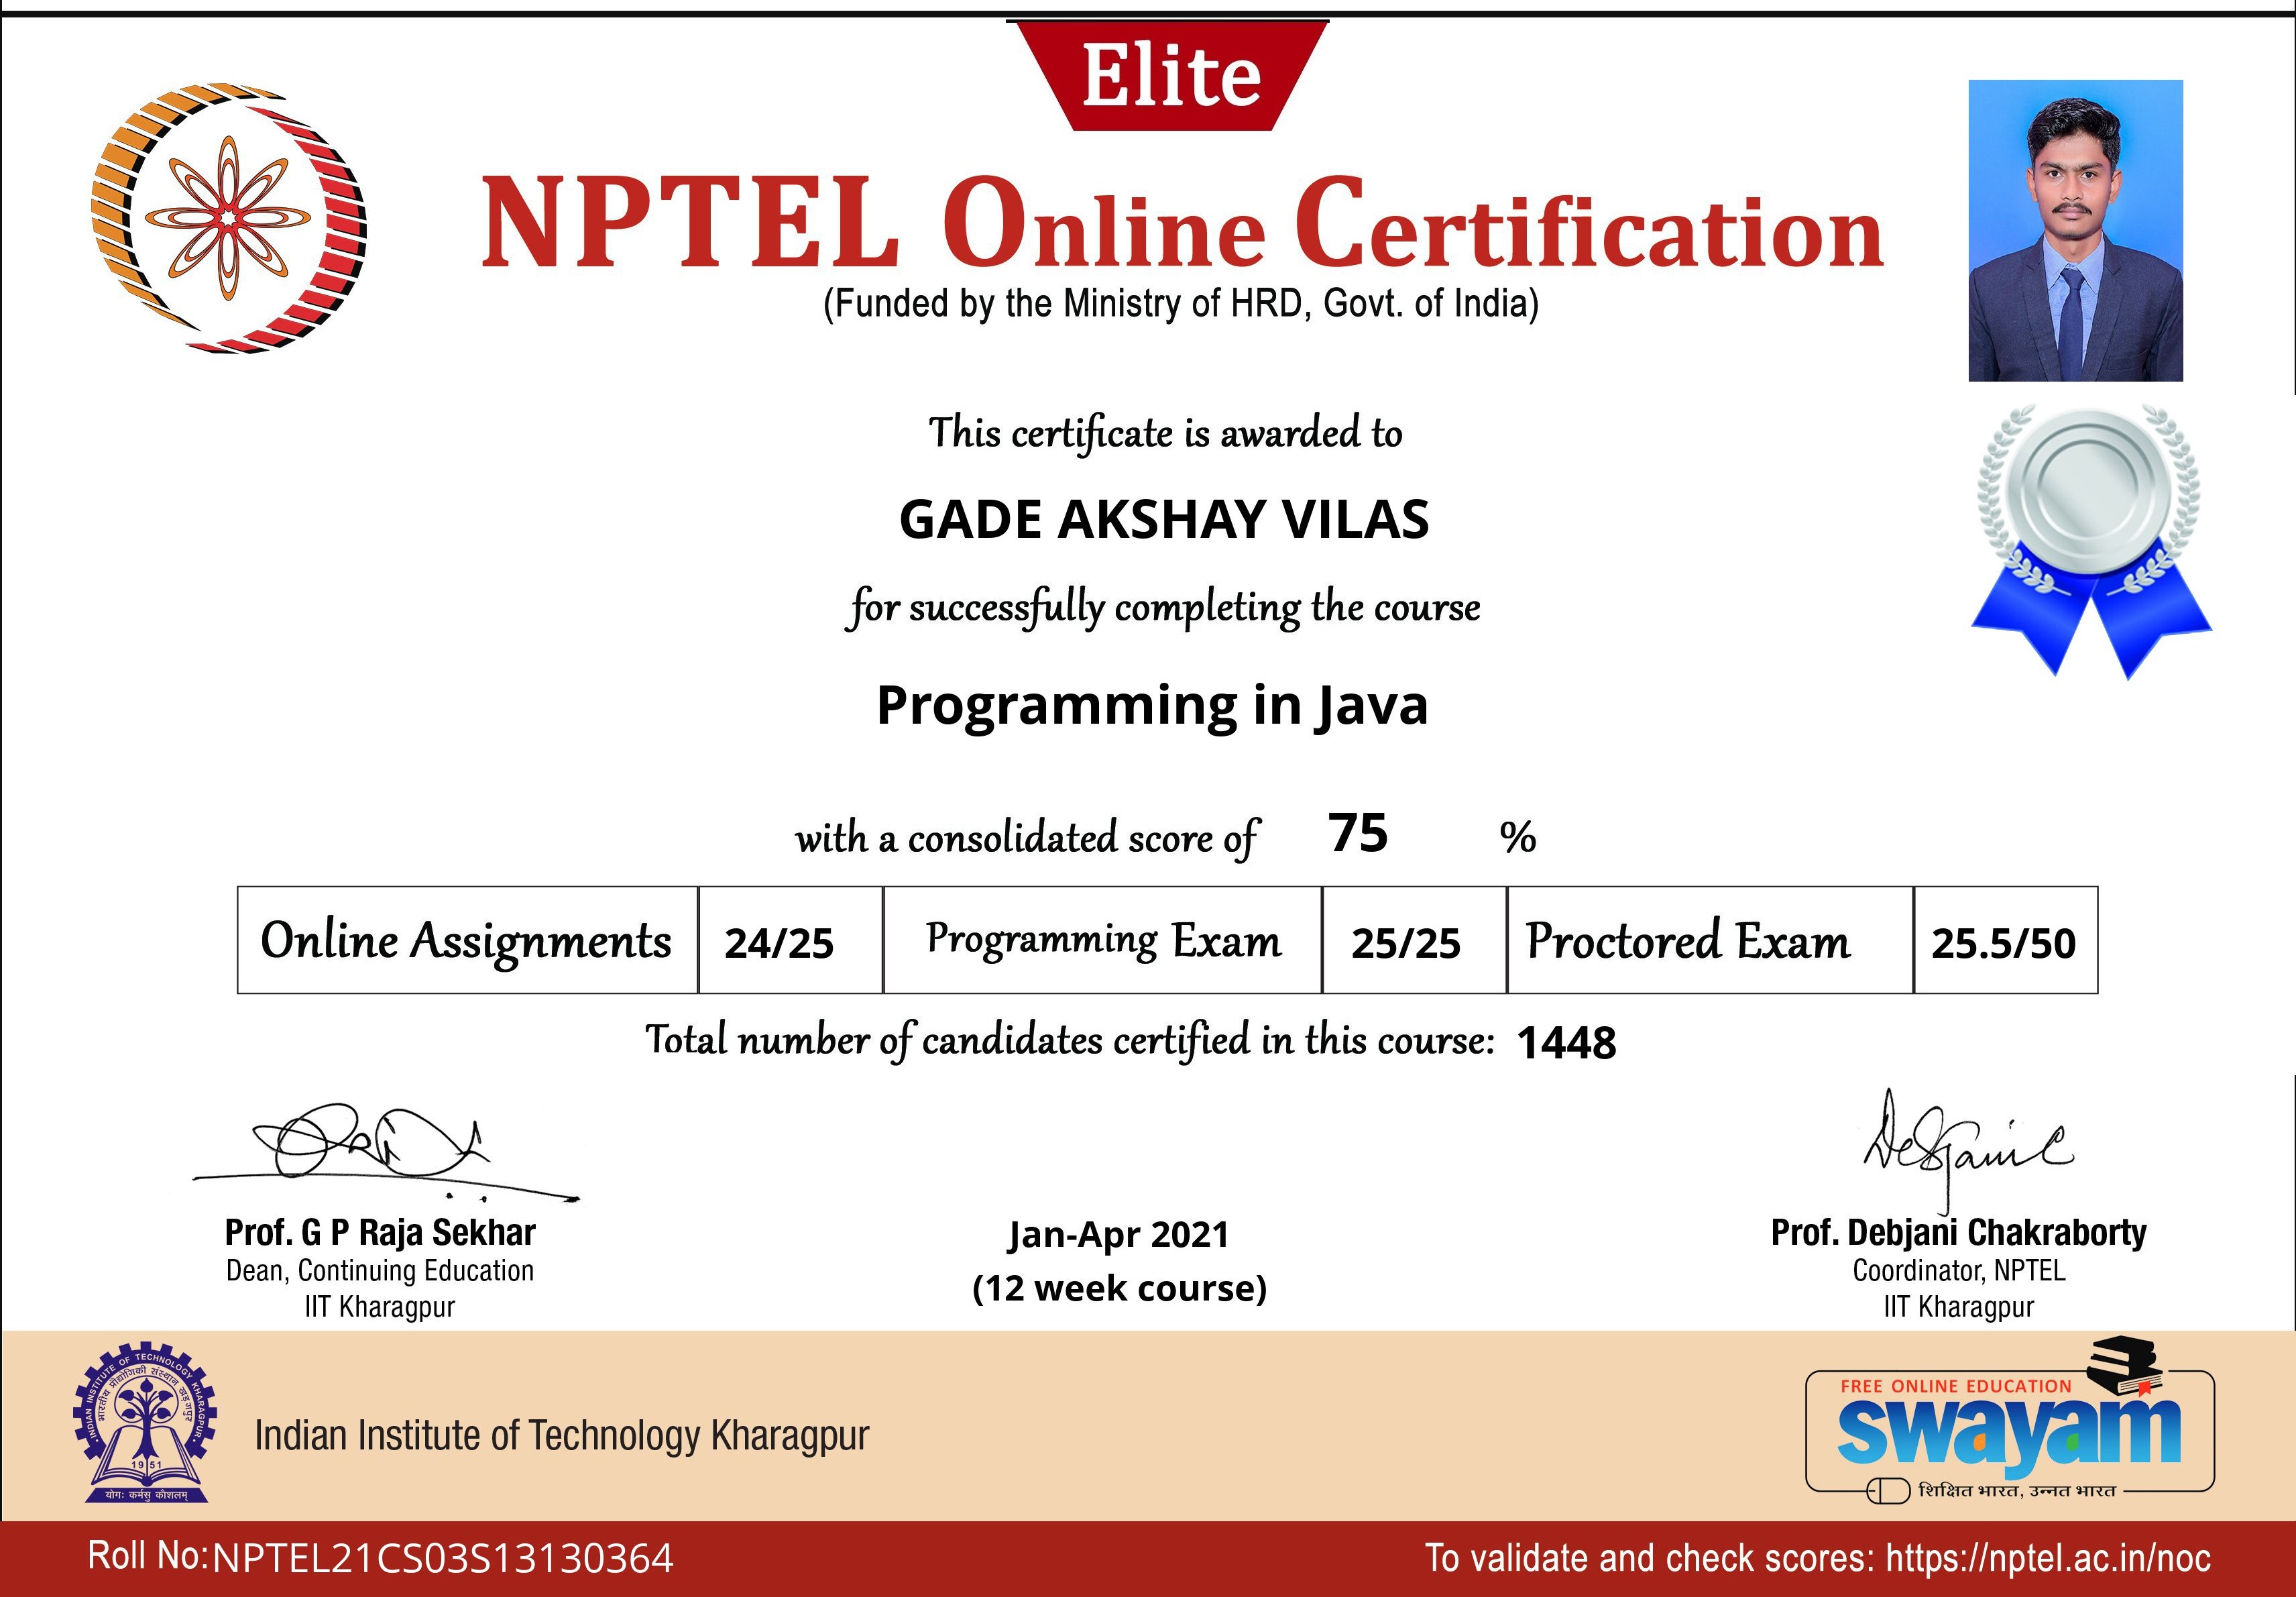 Elite
NPTEL Online Certification
(Funded by the Ministry of HRD, Govt. of India)
This certificate is awarded to
GADE AKSHAY VILAS
for successfully completing the course
Programming in Java
with a consolidated score of 75 %
Online Assignments 24/25 Programming Exam 25/25 Proctored Exam 25.5/50
Total number of candidates certified in this course: 1448
Prof. G P Raja Sekhar
Dean, Continuing Education
IIT Kharagpur
Jan-Apr 2021
(12 week course)
Prof. Debjani Chakraborty
Coordinator, NPTEL
IIT Kharagpur
INDIAN INSTITUTE OF TECHNOLOGY KHARAGPUR
भारतीय प्रौद्योगिकी संस्थान खड़गपुर
1951
योगः कर्मसु कौशलम्
Indian Institute of Technology Kharagpur
FREE ONLINE EDUCATION
swayam
शिक्षित भारत, उन्नत भारत
Roll No:NPTEL21CS03S13130364
To validate and check scores: https://nptel.ac.in/noc